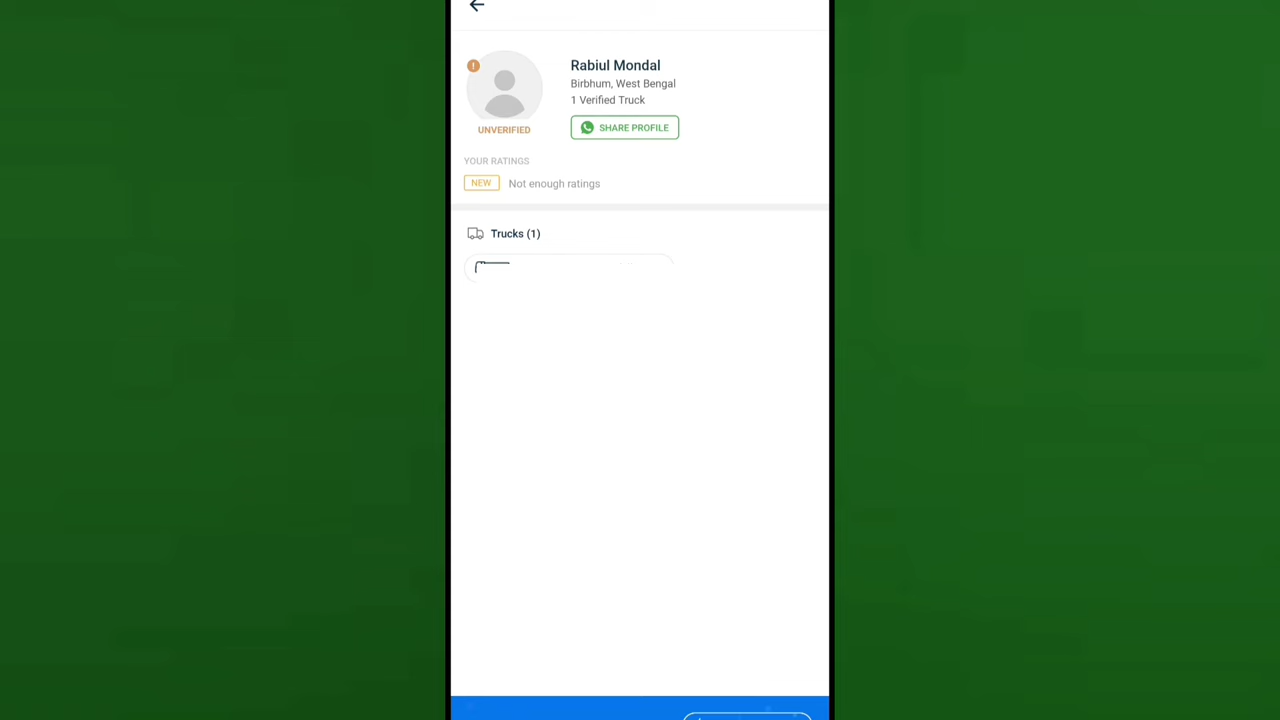 Rabiul Mondal
Birbhum, West Bengal
1 Verified Truck
UNVERIFIED
SHARE PROFILE
YOUR RATINGS
NEW Not enough ratings
Trucks (1)